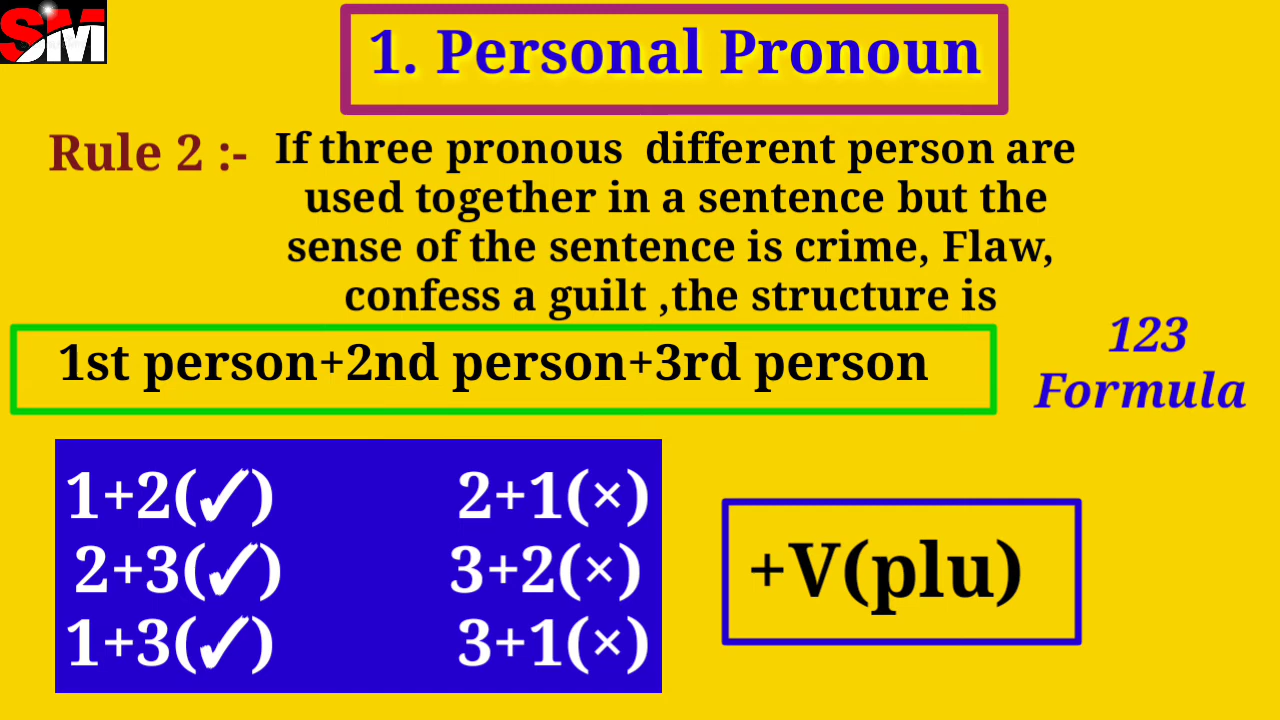 SM
1. Personal Pronoun
Rule 2 :-
If three pronous different person are
used together in a sentence but the
sense of the sentence is crime, Flaw,
confess a guilt ,the structure is
1st person+2nd person+3rd person
123
Formula
1+2(✓) 2+1(×)
2+3(✓) 3+2(×)
1+3(✓) 3+1(×)
+V(plu)